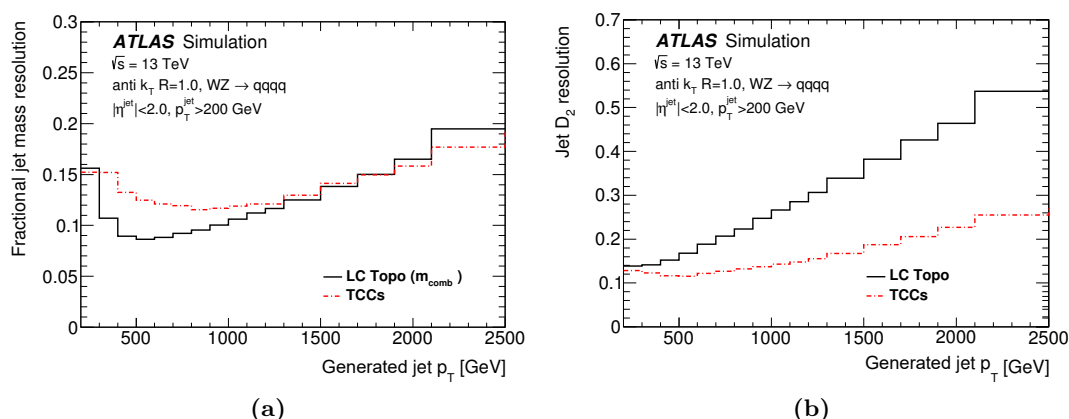 Fractional jet mass resolution
0.3
0.25
0.2
0.15
0.1
0.05
0
ATLAS Simulation
√s = 13 TeV
anti k_T R=1.0, WZ → qqqq
|η^jet|<2.0, p_T^jet>200 GeV
LC Topo (m_comb)
TCCs
500 1000 1500 2000 2500
Generated jet p_T [GeV]
(a)
Jet D_2 resolution
0.7
0.6
0.5
0.4
0.3
0.2
0.1
0
ATLAS Simulation
√s = 13 TeV
anti k_T R=1.0, WZ → qqqq
|η^jet|<2.0, p_T^jet>200 GeV
LC Topo
TCCs
500 1000 1500 2000 2500
Generated jet p_T [GeV]
(b)